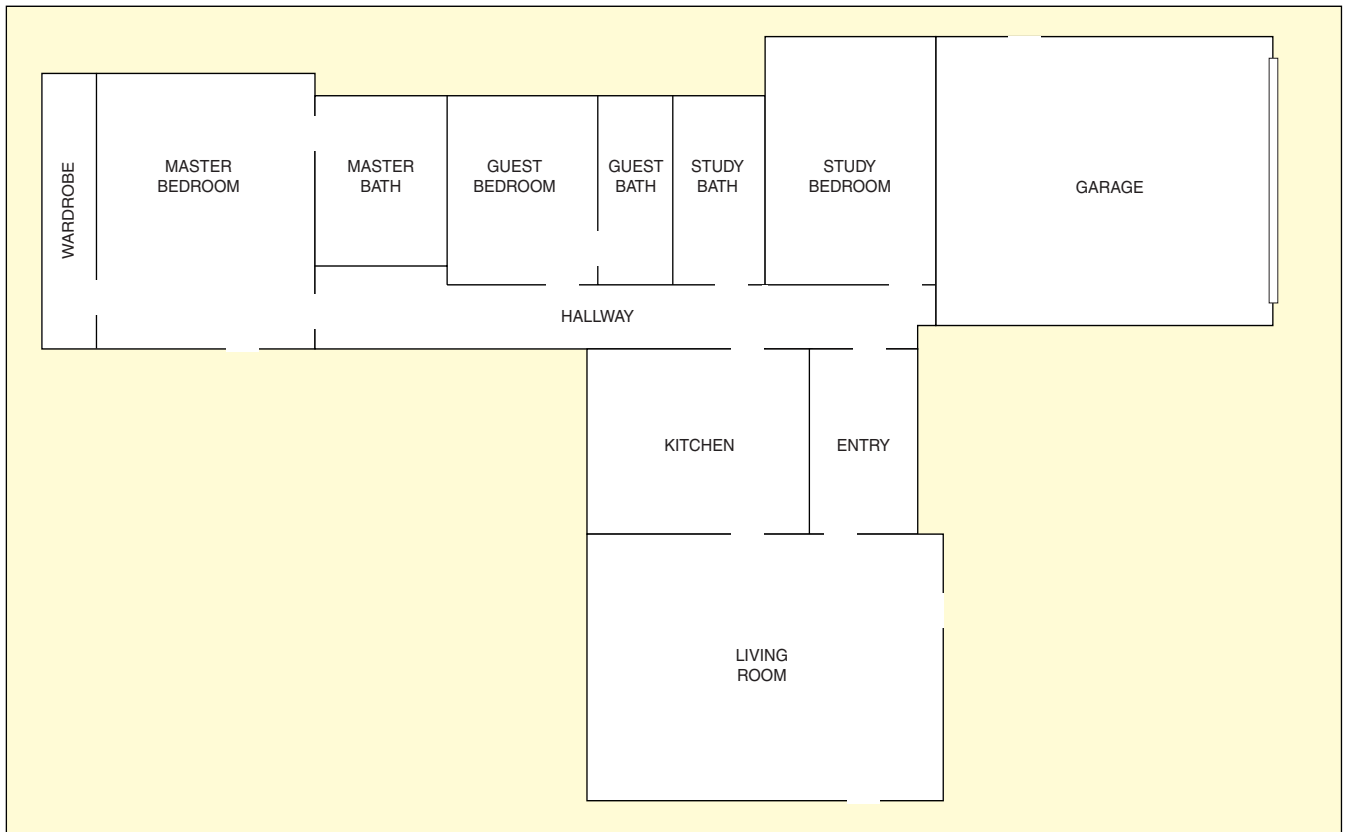 WARDROBE
MASTER
BEDROOM
MASTER
BATH
GUEST
BEDROOM
GUEST
BATH
STUDY
BATH
STUDY
BEDROOM
GARAGE
HALLWAY
KITCHEN
ENTRY
LIVING
ROOM